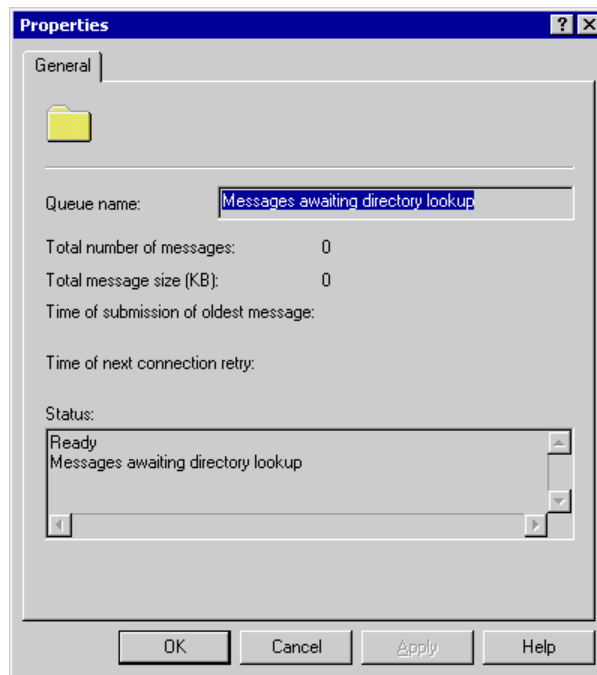 Properties
General
Queue name: Messages awaiting directory lookup
Total number of messages: 0
Total message size (KB): 0
Time of submission of oldest message:
Time of next connection retry:
Status:
Ready
Messages awaiting directory lookup
OK Cancel Apply Help